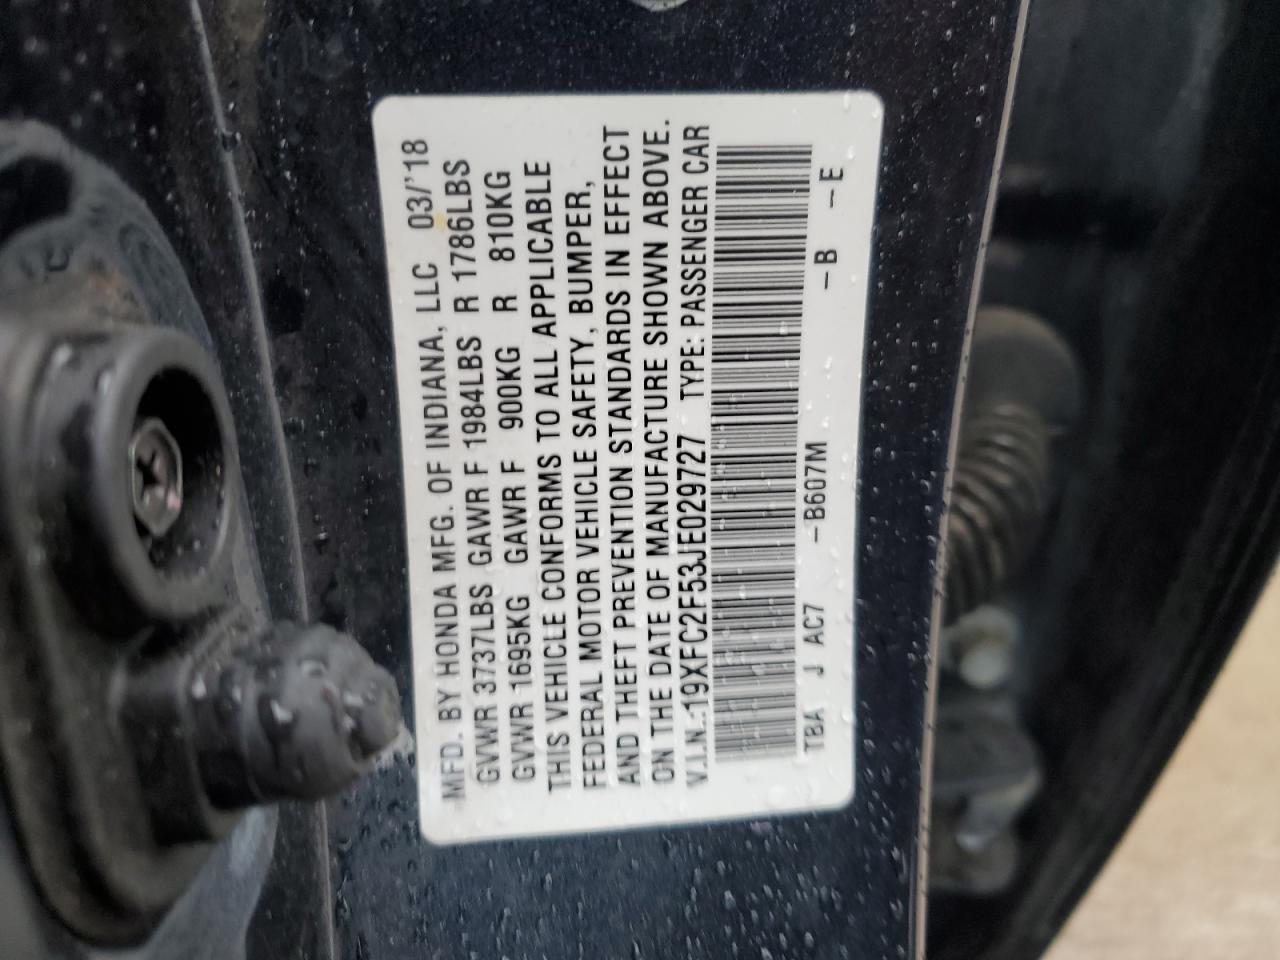 MFD. BY HONDA MFG. OF INDIANA, LLC 03/'18
GVWR 3737LBS GAWR F 1984LBS R 1786LBS
GVWR 1695KG GAWR F 900KG R 810KG
THIS VEHICLE CONFORMS TO ALL APPLICABLE
FEDERAL MOTOR VEHICLE SAFETY, BUMPER,
AND THEFT PREVENTION STANDARDS IN EFFECT
ON THE DATE OF MANUFACTURE SHOWN ABOVE.
V.I.N.:19XFC2F53JE029727 TYPE: PASSENGER CAR
TBA J AC7 -B607M -B -E